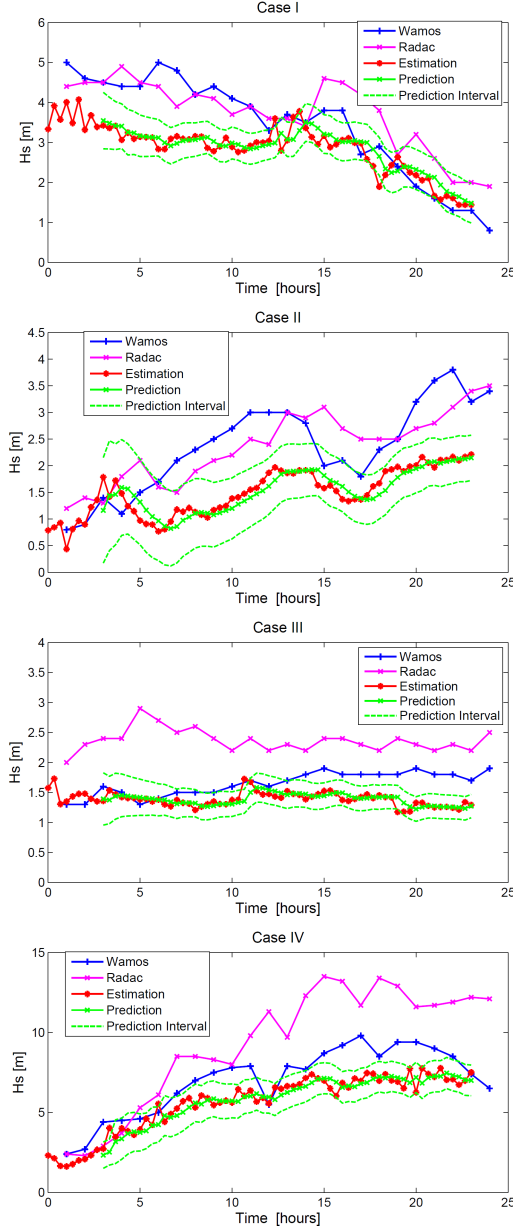 Case I
6
5
4
3
2
1
0
Hs [m]
Wamos
Radac
Estimation
Prediction
Prediction Interval
0 5 10 15 20 25
Time [hours]
Case II
4.5
4
3.5
3
2.5
2
1.5
1
0.5
0
Hs [m]
Wamos
Radac
Estimation
Prediction
Prediction Interval
0 5 10 15 20 25
Time [hours]
Case III
4
3.5
3
2.5
2
1.5
1
0.5
0
Hs [m]
Wamos
Radac
Estimation
Prediction
Prediction Interval
0 5 10 15 20 25
Time [hours]
Case IV
15
10
5
0
Hs [m]
Wamos
Radac
Estimation
Prediction
Prediction Interval
0 5 10 15 20 25
Time [hours]